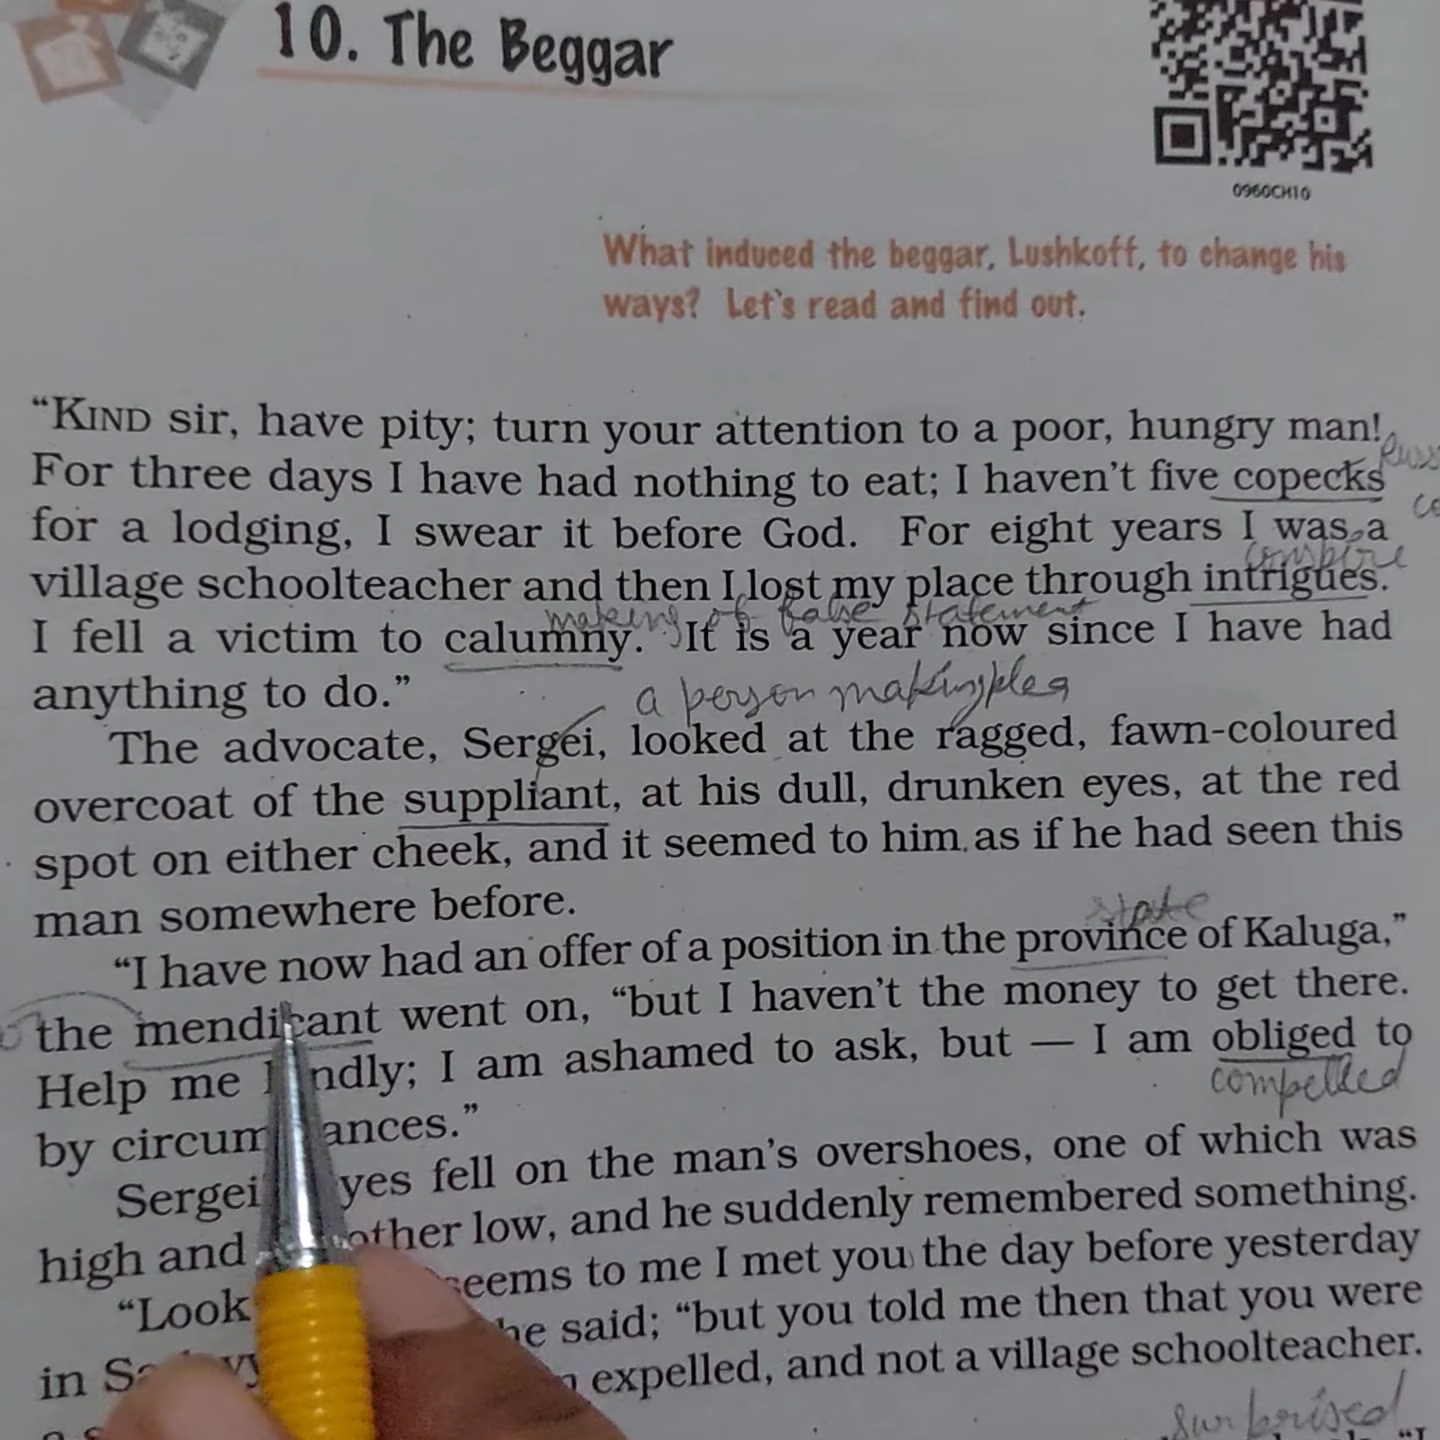 10. The Beggar
0960CH10
What induced the beggar, Lushkoff, to change his
ways? Let's read and find out.
“KIND sir, have pity; turn your attention to a poor, hungry man!
For three days I have had nothing to eat; I haven't five copecks
for a lodging, I swear it before God. For eight years I was a
conspire
village schoolteacher and then I lost my place through intrigues.
making of false statement
I fell a victim to calumny. It is a year now since I have had
anything to do.”
a person making plea
The advocate, Sergei, looked at the ragged, fawn-coloured
overcoat of the suppliant, at his dull, drunken eyes, at the red
spot on either cheek, and it seemed to him as if he had seen this
man somewhere before.
state
“I have now had an offer of a position in the province of Kaluga,”
the mendicant went on, “but I haven't the money to get there.
Help me ndly; I am ashamed to ask, but — I am obliged to
compelled
by circum ances.”
Sergei yes fell on the man's overshoes, one of which was
high and other low, and he suddenly remembered something.
“Look seems to me I met you the day before yesterday
he said; “but you told me then that you were
in expelled, and not a village schoolteacher.
surprised